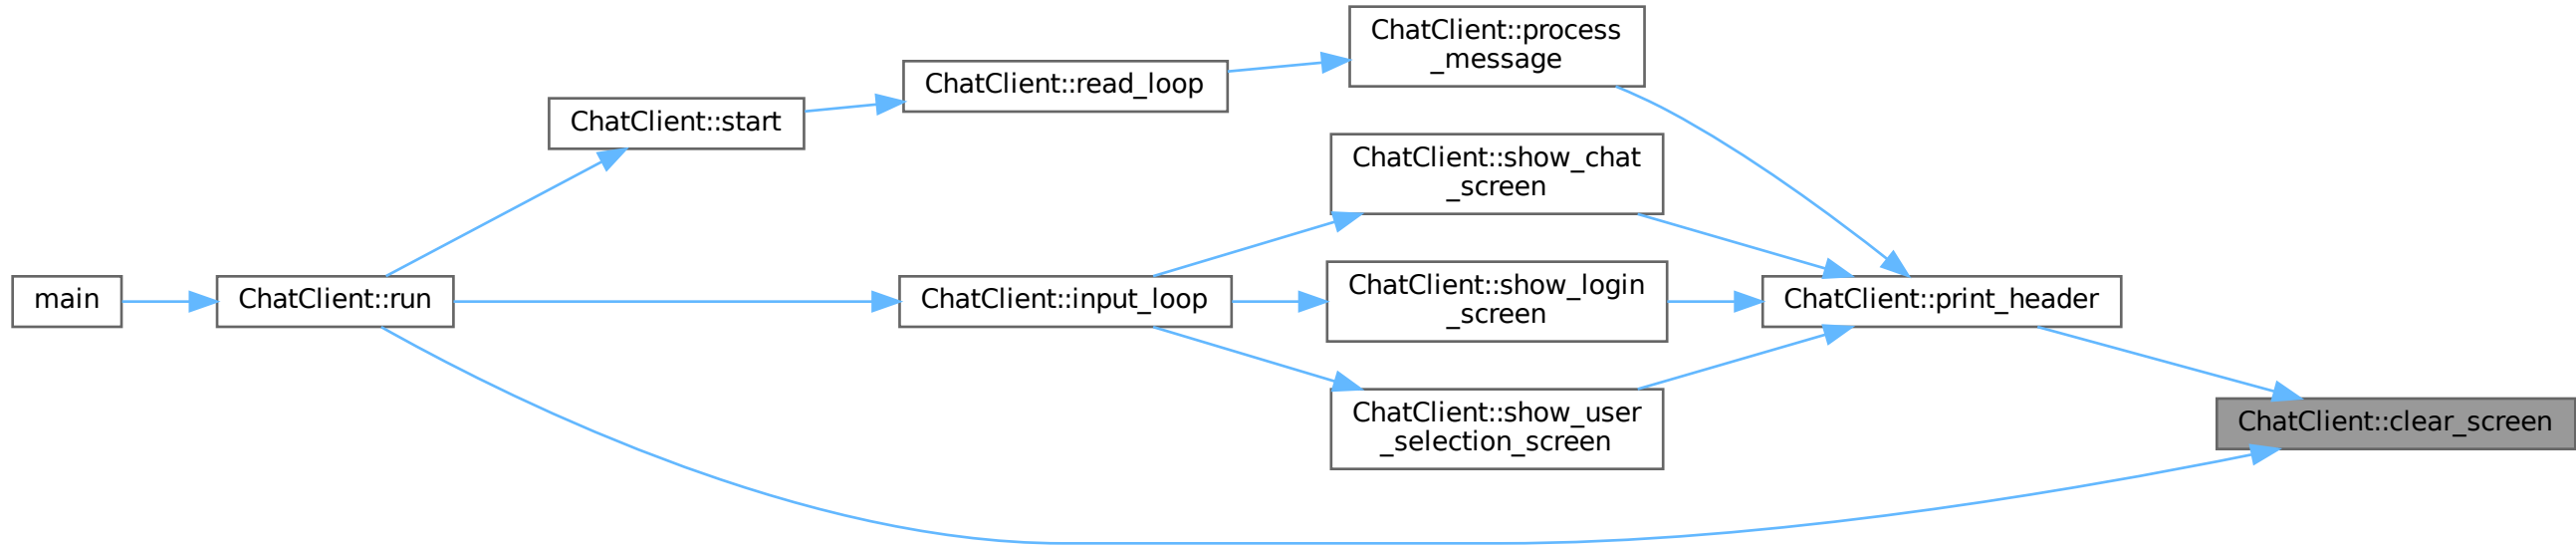 ChatClient::process
_message
ChatClient::read_loop
ChatClient::start
ChatClient::show_chat
_screen
main
ChatClient::run
ChatClient::input_loop
ChatClient::show_login
_screen
ChatClient::print_header
ChatClient::show_user
_selection_screen
ChatClient::clear_screen